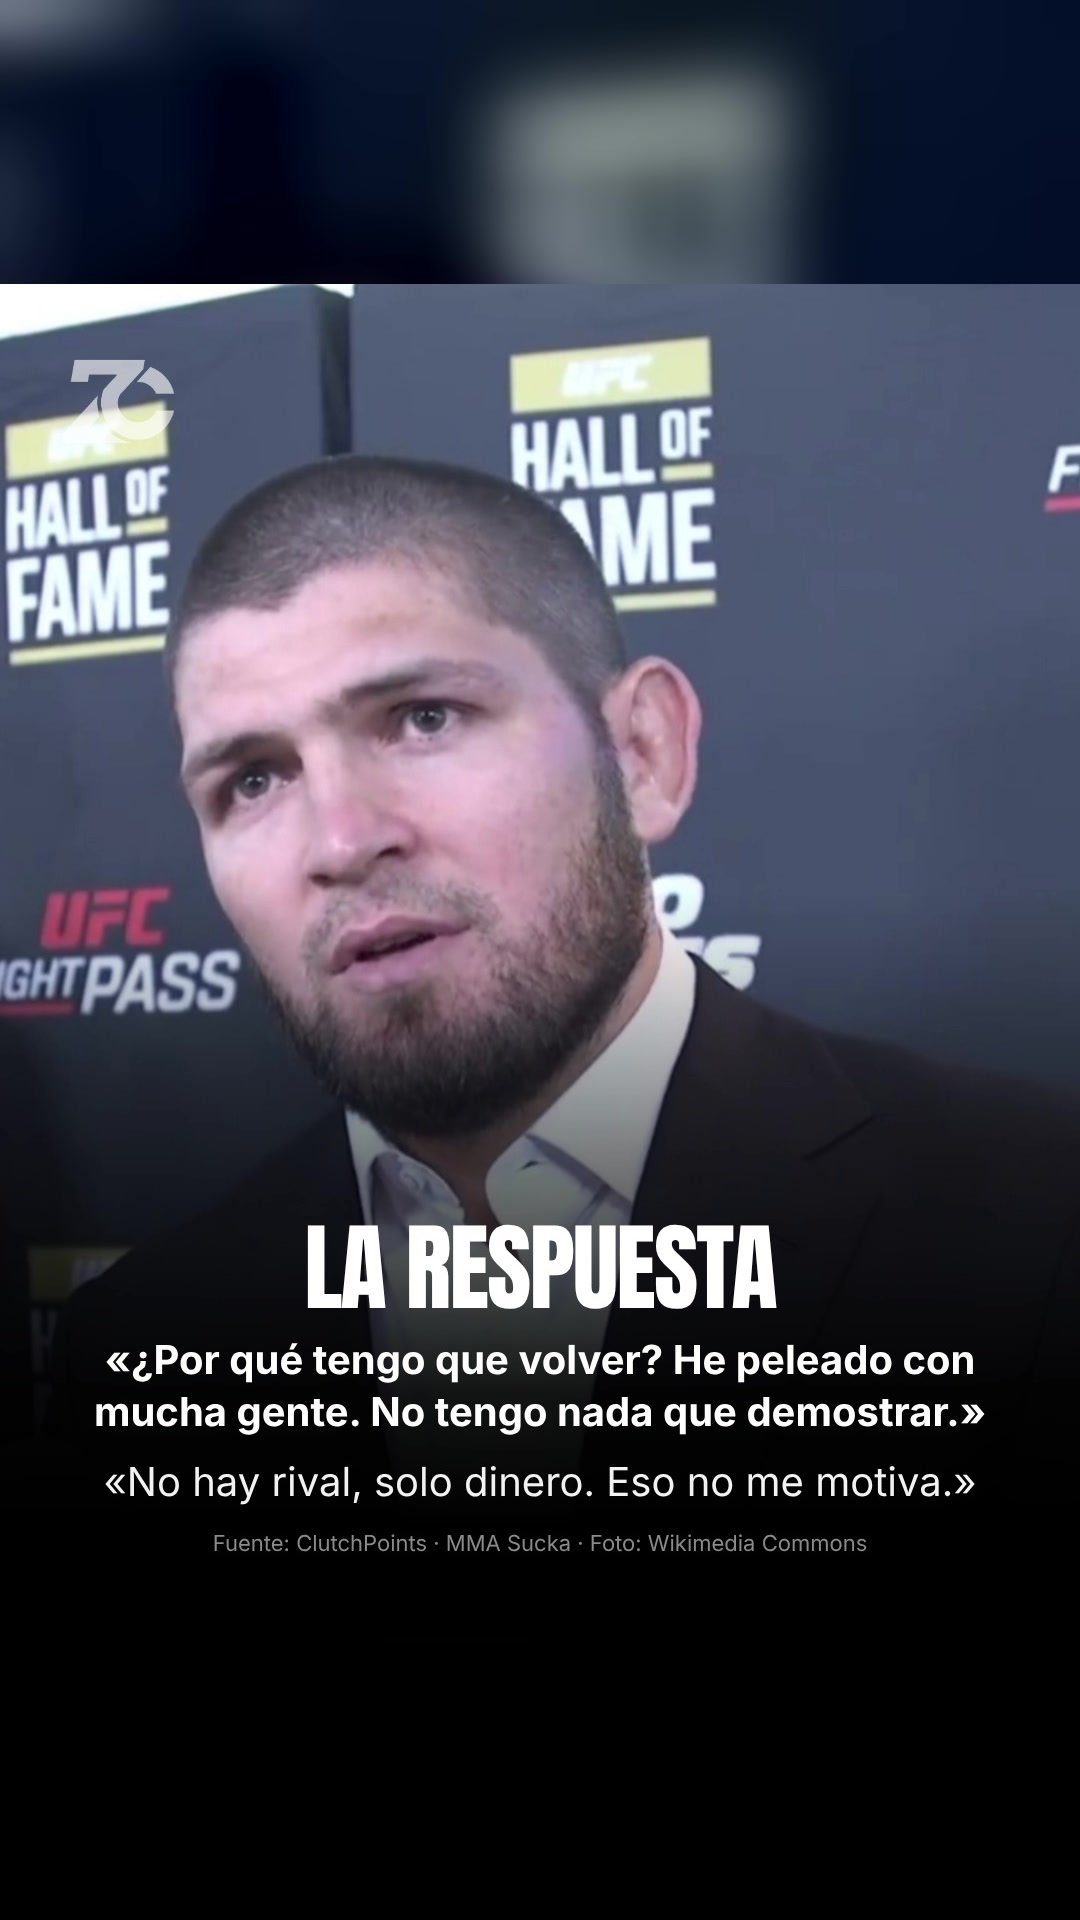 UFC
HALL OF
FAME
UFC
HALL OF
AME
F
UFC
IGHT PASS
LA RESPUESTA
«¿Por qué tengo que volver? He peleado con
mucha gente. No tengo nada que demostrar.»
«No hay rival, solo dinero. Eso no me motiva.»
Fuente: ClutchPoints · MMA Sucka · Foto: Wikimedia Commons